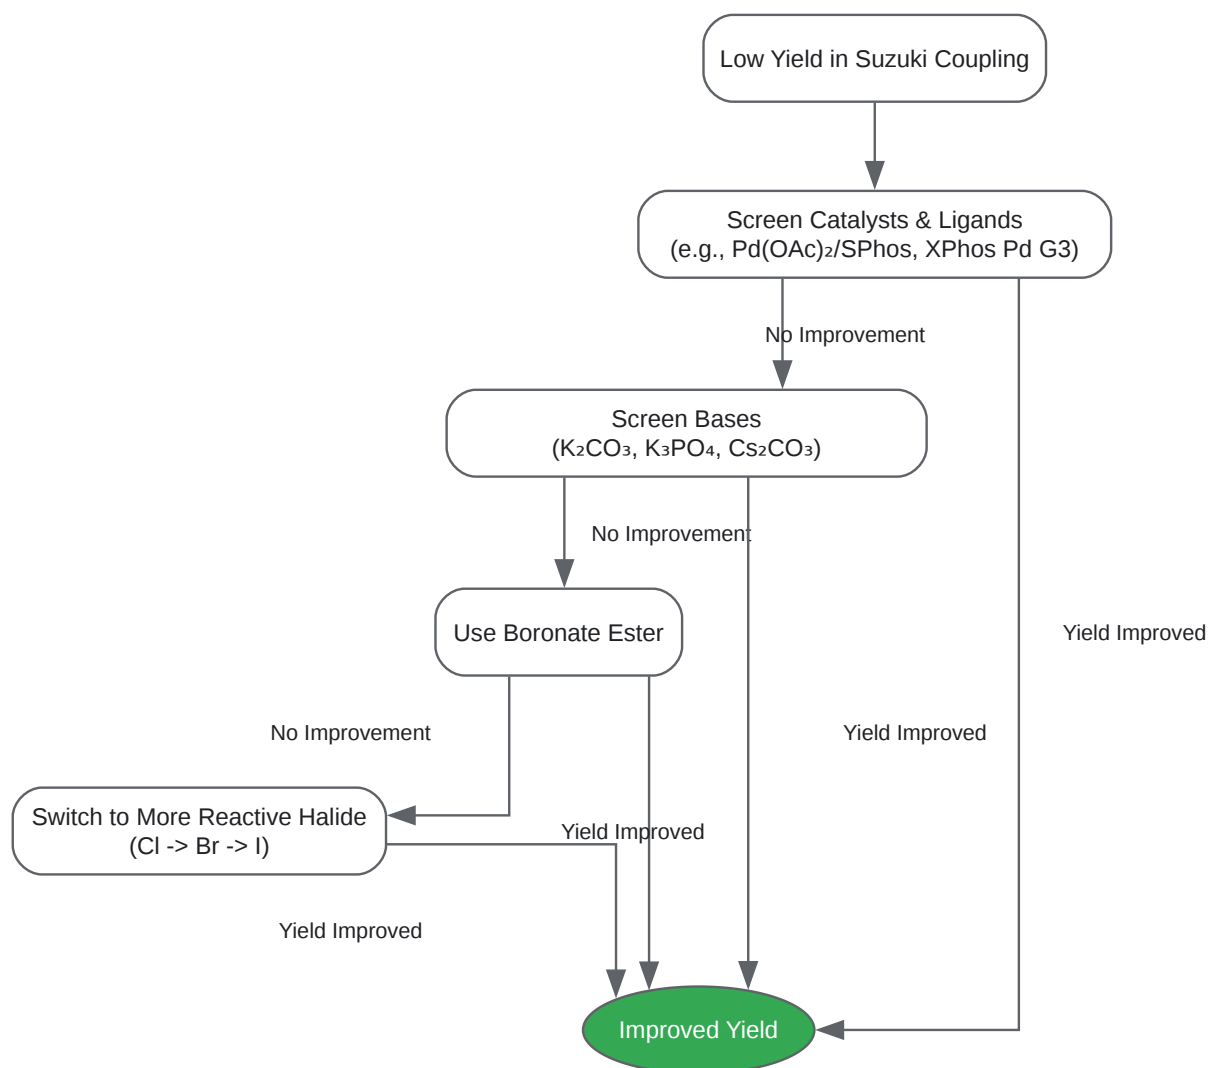 Low Yield in Suzuki Coupling
Screen Catalysts & Ligands
(e.g., Pd(OAc)₂/SPhos, XPhos Pd G3)
No Improvement
Screen Bases
(K₂CO₃, K₃PO₄, Cs₂CO₃)
No Improvement
Use Boronate Ester
Yield Improved
No Improvement
Yield Improved
Switch to More Reactive Halide
(Cl -> Br -> I)
Yield Improved
Yield Improved
Improved Yield